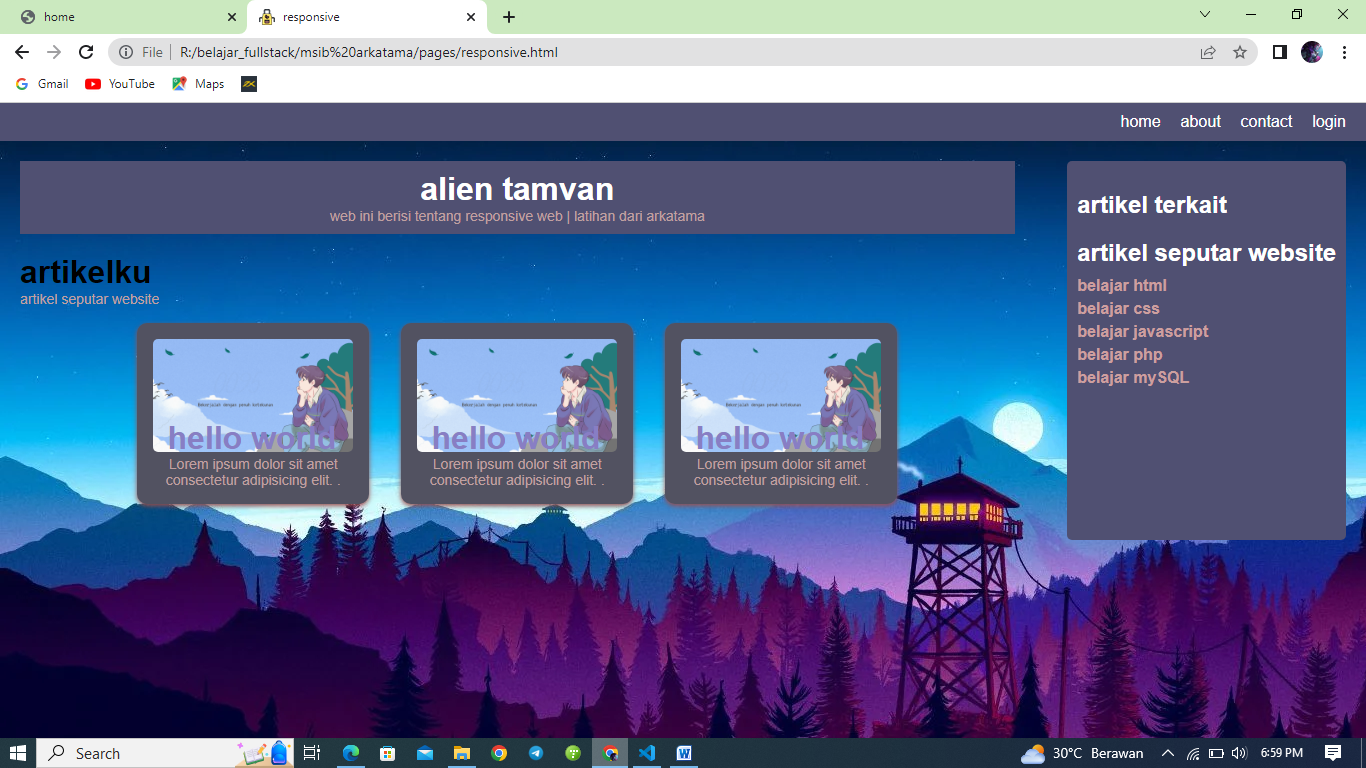 home
responsive
File
R:/belajar_fullstack/msib%20arkatama/pages/responsive.html
Gmail
YouTube
Maps
home about contact login
alien tamvan
web ini berisi tentang responsive web | latihan dari arkatama
artikelku
artikel seputar website
hello world
Lorem ipsum dolor sit amet
consectetur adipisicing elit. .
hello world
Lorem ipsum dolor sit amet
consectetur adipisicing elit. .
hello world
Lorem ipsum dolor sit amet
consectetur adipisicing elit. .
artikel terkait
artikel seputar website
belajar html
belajar css
belajar javascript
belajar php
belajar mySQL
Search
30°C Berawan
6:59 PM